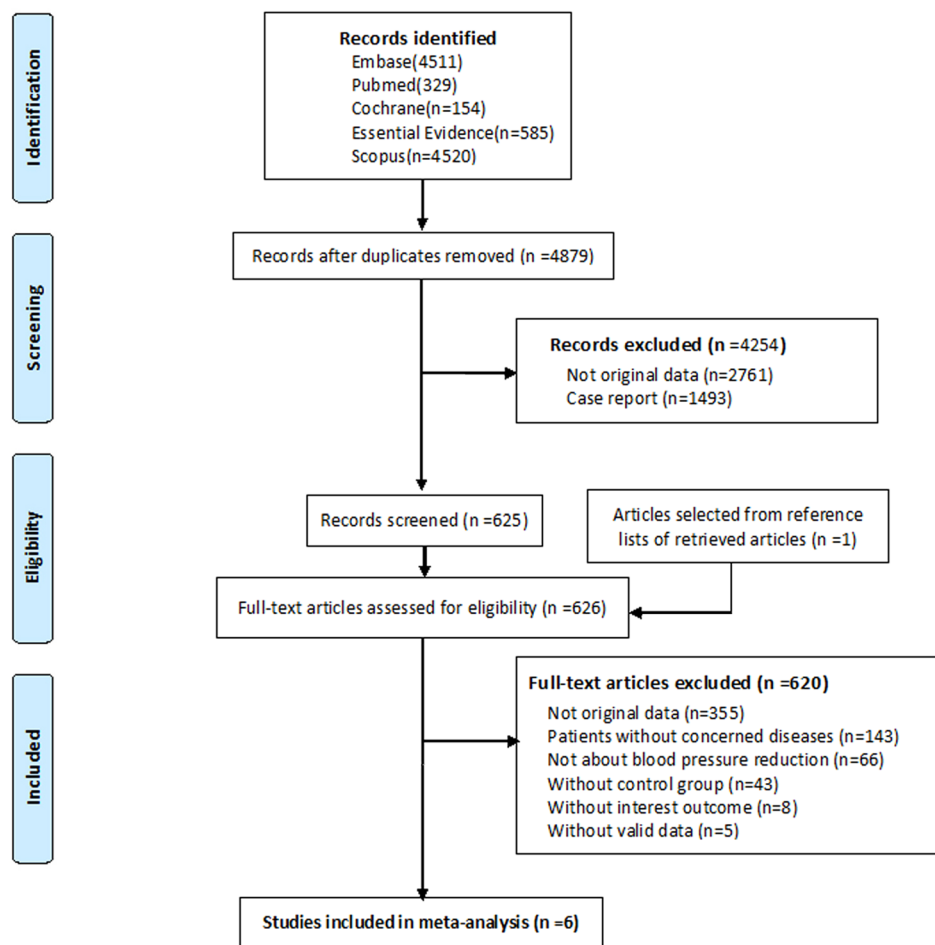 Identification
Records identified
Embase(4511)
Pubmed(329)
Cochrane(n=154)
Essential Evidence(n=585)
Scopus(n=4520)
Screening
Records after duplicates removed (n =4879)
Records excluded (n =4254)
Not original data (n=2761)
Case report (n=1493)
Eligibility
Records screened (n =625)
Articles selected from reference
lists of retrieved articles (n =1)
Full-text articles assessed for eligibility (n =626)
Included
Full-text articles excluded (n =620)
Not original data (n=355)
Patients without concerned diseases (n=143)
Not about blood pressure reduction (n=66)
Without control group (n=43)
Without interest outcome (n=8)
Without valid data (n=5)
Studies included in meta-analysis (n =6)